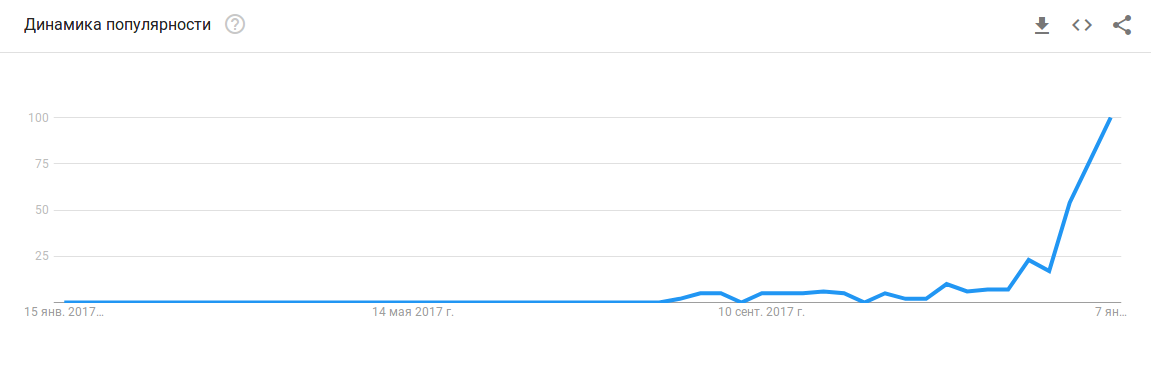 Динамика популярности
100
75
50
25
15 янв. 2017…
14 мая 2017 г.
10 сент. 2017 г.
7 ян…